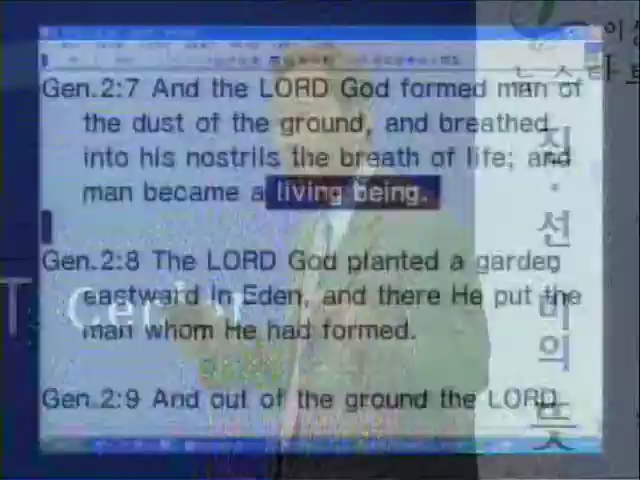 Gen.2:7 And the LORD God formed man of
the dust of the ground, and breathed
into his nostrils the breath of life; and
man became a living being.
Gen.2:8 The LORD God planted a garden
eastward in Eden, and there He put the
man whom He had formed.
Gen.2:9 And out of the ground the LORD
진·선
미의
뜻